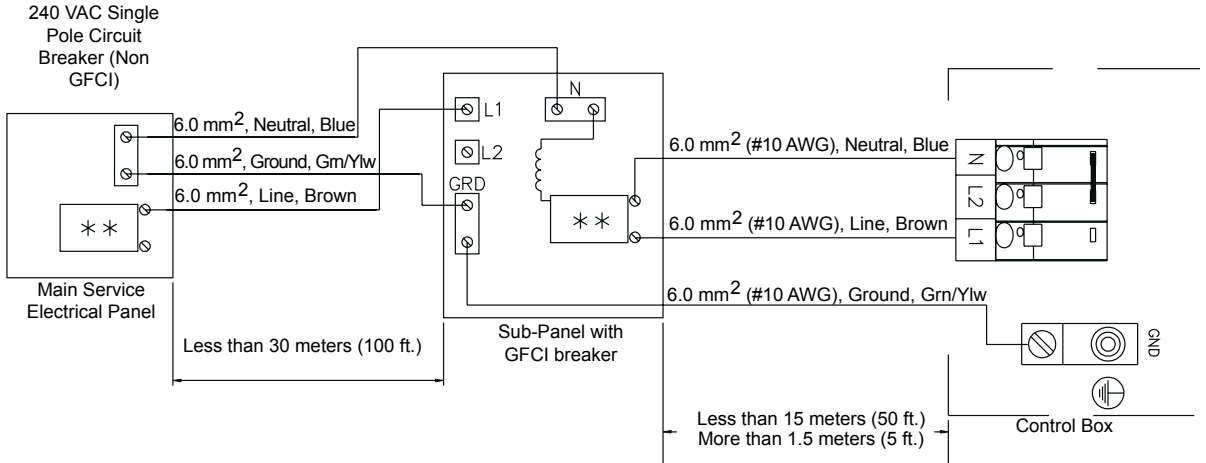 240 VAC Single
Pole Circuit
Breaker (Non
GFCI)
6.0 mm2, Neutral, Blue
6.0 mm2, Ground, Grn/Ylw
6.0 mm2, Line, Brown
**
Main Service
Electrical Panel
Less than 30 meters (100 ft.)
N
L1
L2
GRD
**
Sub-Panel with
GFCI breaker
6.0 mm2 (#10 AWG), Neutral, Blue
6.0 mm2 (#10 AWG), Line, Brown
6.0 mm2 (#10 AWG), Ground, Grn/Ylw
Less than 15 meters (50 ft.)
More than 1.5 meters (5 ft.)
N
L2
L1
GND
Control Box